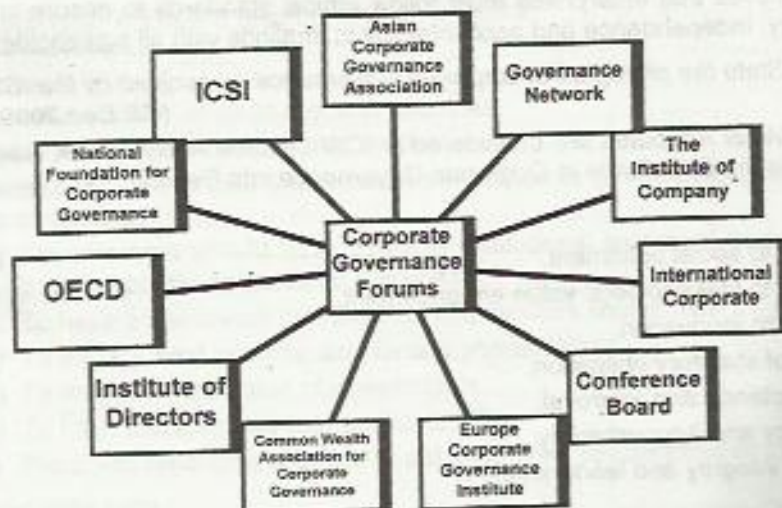 Asian
Corporate
Governance
Association
Governance
Network
The
Institute of
Company
International
Corporate
Conference
Board
Europe
Corporate
Governance
Institute
Common Wealth
Association for
Corporate
Governance
Institute of
Directors
OECD
National
Foundation for
Corporate
Governance
ICSI
Corporate
Governance
Forums